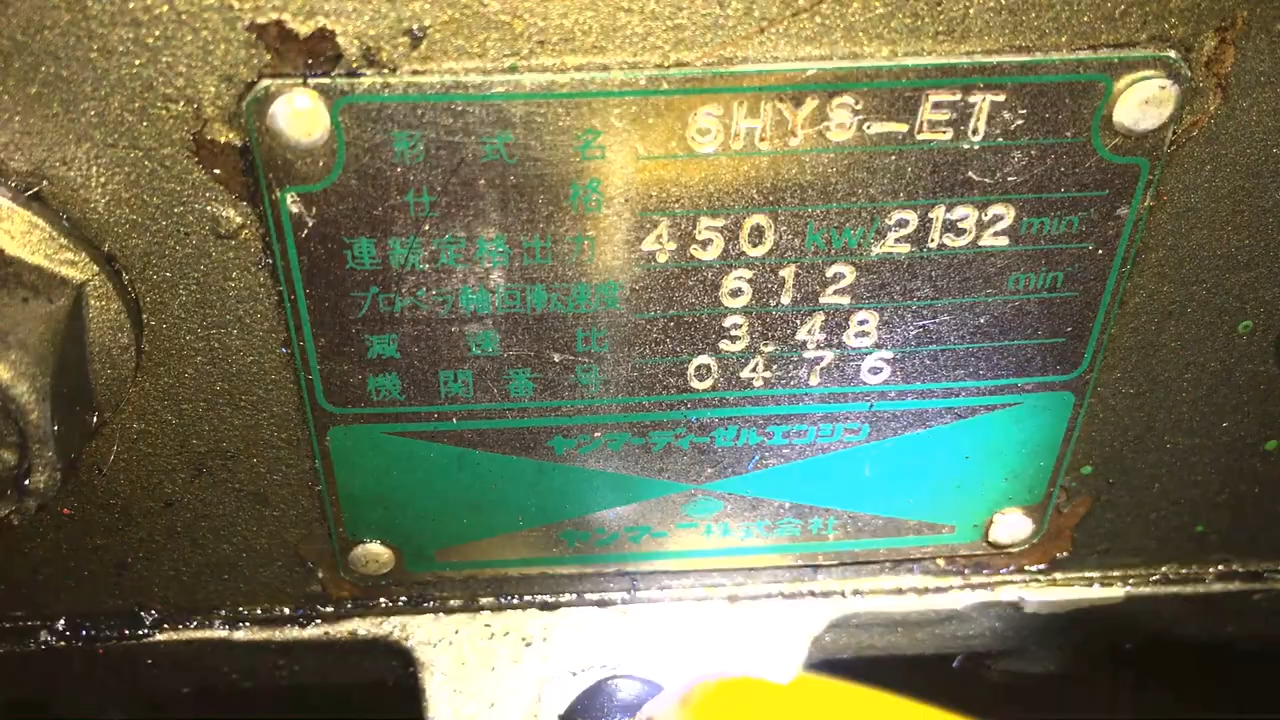 形式名 6HYS-ET
仕格
連続定格出力 450 kw/2132 min⁻¹
プロペラ軸回転速度 612 min⁻¹
減速比 3.48
機関番号 0476
ヤンマーディーゼルエンジン
ヤンマー株式会社